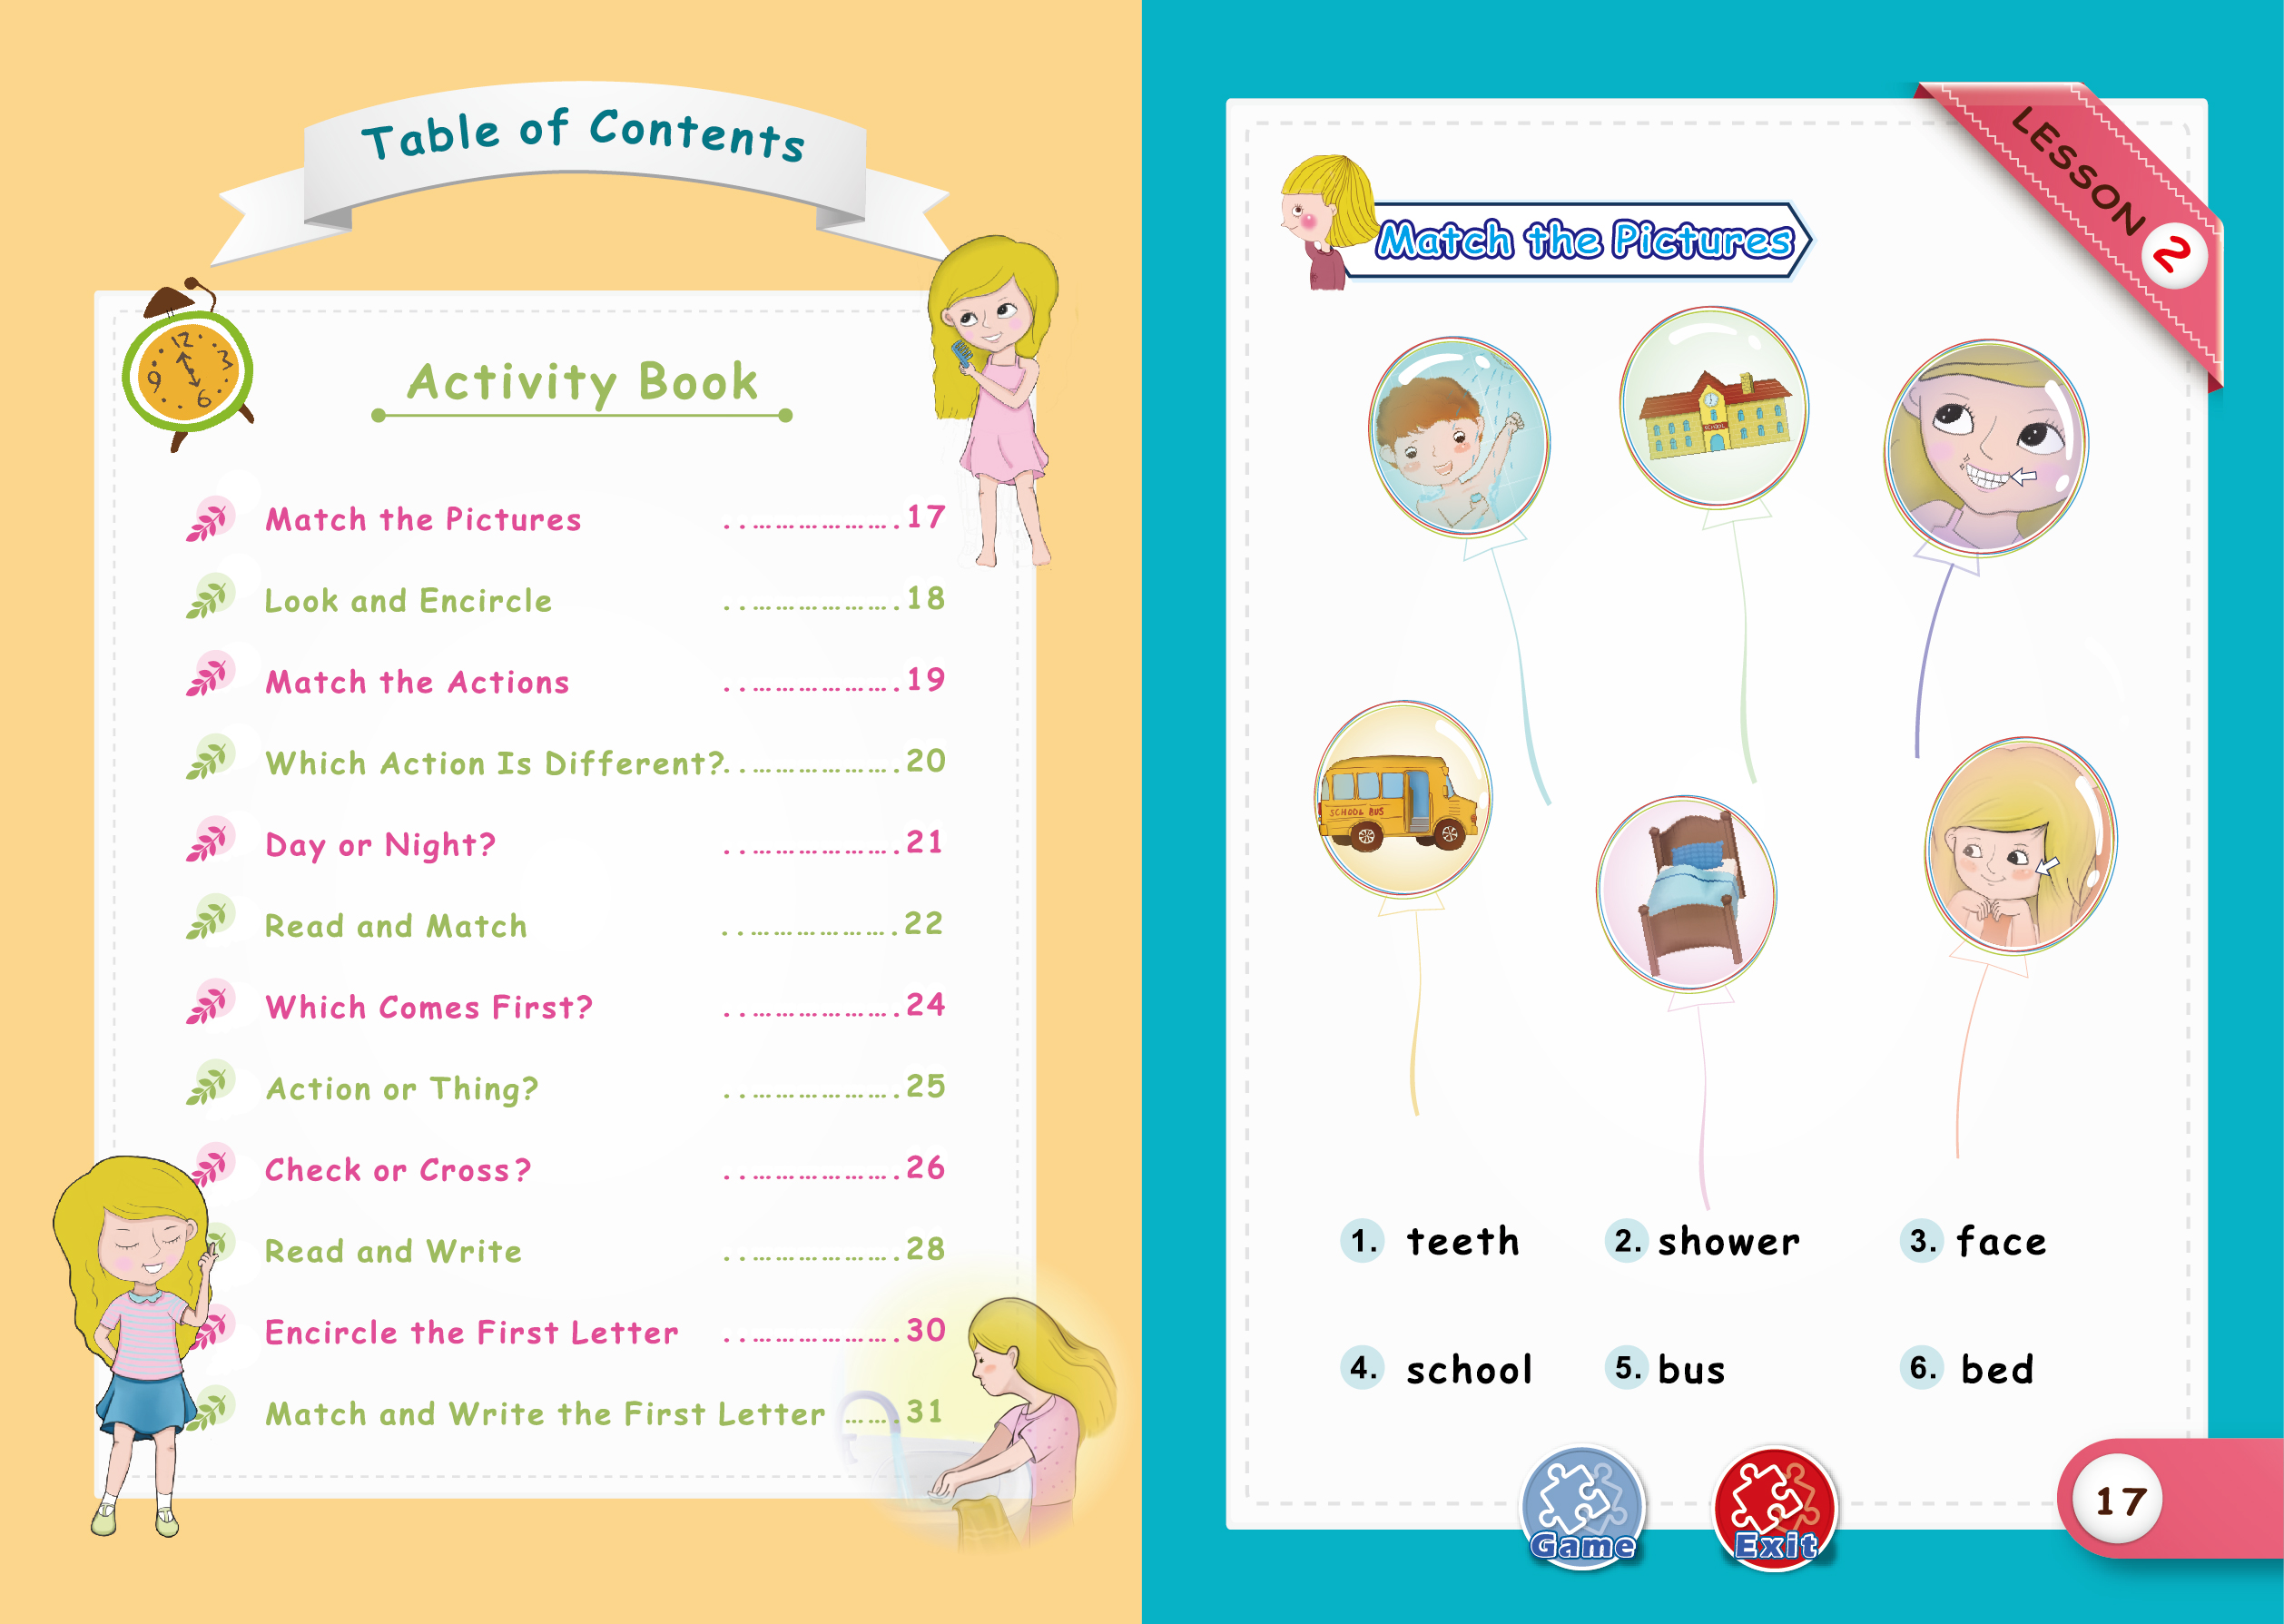 Table of Contents
12
3
9
6
Activity Book
Match the Pictures . . ……………… . 17
Look and Encircle . . ……………… . 18
Match the Actions . . ……………… . 19
Which Action Is Different? . . ……………… . 20
Day or Night? . . ……………… . 21
Read and Match . . ……………… . 22
Which Comes First? . . ……………… . 24
Action or Thing? . . ……………… . 25
Check or Cross? . . ……………… . 26
Read and Write . . ……………… . 28
Encircle the First Letter . . ……………… . 30
Match and Write the First Letter …… . 31
LESSON 2
Match the Pictures
SCHOOL
SCHOOL BUS
1. teeth 2. shower 3. face
4. school 5. bus 6. bed
Game Exit
17